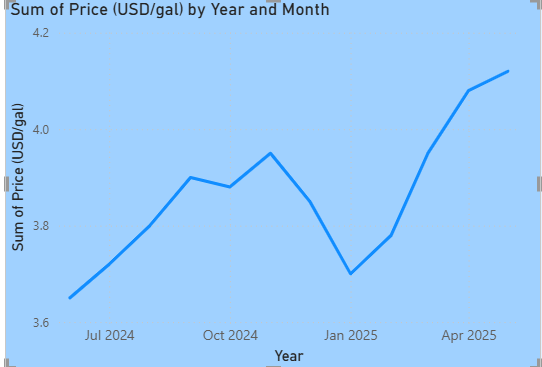 Sum of Price (USD/gal) by Year and Month
4.2
4.0
3.8
3.6
Sum of Price (USD/gal)
Jul 2024 Oct 2024 Jan 2025 Apr 2025
Year